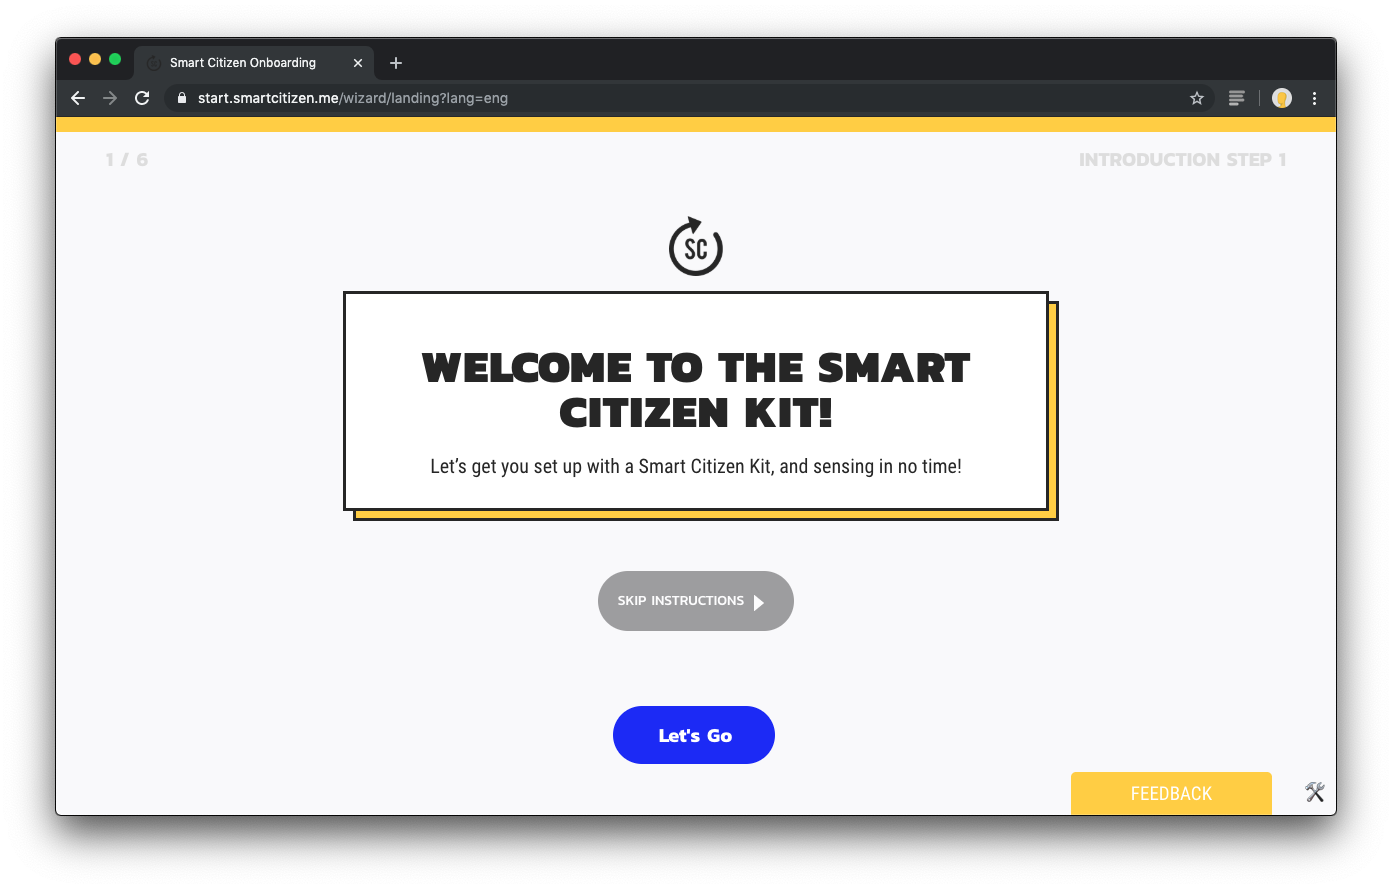 Smart Citizen Onboarding
start.smartcitizen.me/wizard/landing?lang=eng
1 / 6
INTRODUCTION STEP 1
SC
WELCOME TO THE SMART
CITIZEN KIT!
Let’s get you set up with a Smart Citizen Kit, and sensing in no time!
SKIP INSTRUCTIONS
Let's Go
FEEDBACK